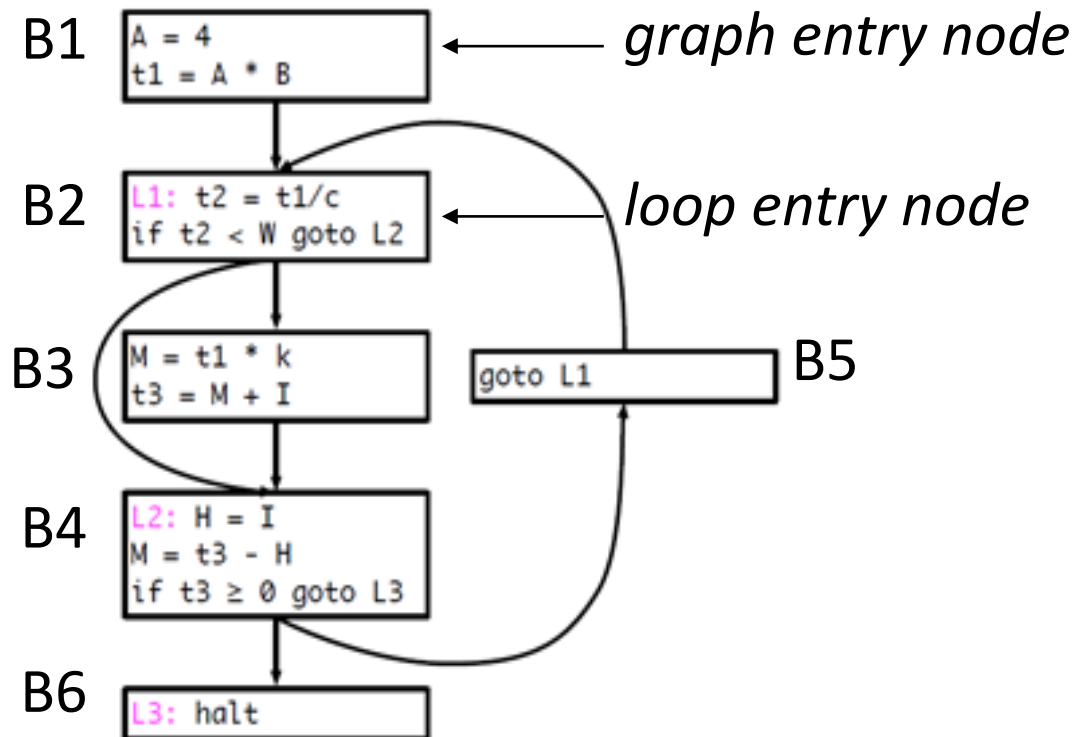 B1
A = 4
t1 = A * B
graph entry node
B2
L1: t2 = t1/c
if t2 < W goto L2
loop entry node
B3
M = t1 * k
t3 = M + I
goto L1
B5
B4
L2: H = I
M = t3 - H
if t3 ≥ 0 goto L3
B6
L3: halt